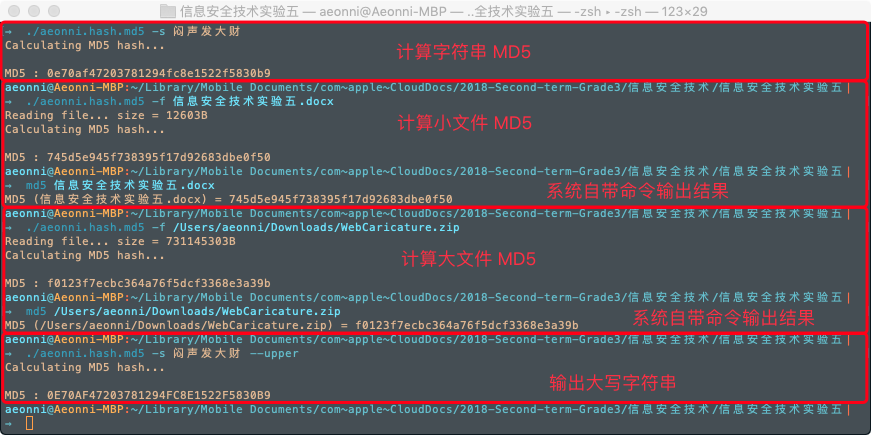 信息安全技术实验五 — aeonni@Aeonni-MBP — ..全技术实验五 — -zsh ▸ -zsh — 123×29
→ ./aeonni.hash.md5 -s 闷声发大财
Calculating MD5 hash...
计算字符串 MD5
MD5 : 0e70af47203781294fc8e1522f5830b9
aeonni@Aeonni-MBP:~/Library/Mobile Documents/com~apple~CloudDocs/2018-Second-term-Grade3/信息安全技术/信息安全技术实验五|
→ ./aeonni.hash.md5 -f 信息安全技术实验五.docx
Reading file... size = 12603B
计算小文件 MD5
Calculating MD5 hash...
MD5 : 745d5e945f738395f17d92683dbe0f50
aeonni@Aeonni-MBP:~/Library/Mobile Documents/com~apple~CloudDocs/2018-Second-term-Grade3/信息安全技术/信息安全技术实验五|
→ md5 信息安全技术实验五.docx
系统自带命令输出结果
MD5 (信息安全技术实验五.docx) = 745d5e945f738395f17d92683dbe0f50
aeonni@Aeonni-MBP:~/Library/Mobile Documents/com~apple~CloudDocs/2018-Second-term-Grade3/信息安全技术/信息安全技术实验五|
→ ./aeonni.hash.md5 -f /Users/aeonni/Downloads/WebCaricature.zip
Reading file... size = 731145303B
Calculating MD5 hash...
计算大文件 MD5
MD5 : f0123f7ecbc364a76f5dcf3368e3a39b
aeonni@Aeonni-MBP:~/Library/Mobile Documents/com~apple~CloudDocs/2018-Second-term-Grade3/信息安全技术/信息安全技术实验五|
→ md5 /Users/aeonni/Downloads/WebCaricature.zip
系统自带命令输出结果
MD5 (/Users/aeonni/Downloads/WebCaricature.zip) = f0123f7ecbc364a76f5dcf3368e3a39b
aeonni@Aeonni-MBP:~/Library/Mobile Documents/com~apple~CloudDocs/2018-Second-term-Grade3/信息安全技术/信息安全技术实验五|
→ ./aeonni.hash.md5 -s 闷声发大财 --upper
Calculating MD5 hash...
输出大写字符串
MD5 : 0E70AF47203781294FC8E1522F5830B9
aeonni@Aeonni-MBP:~/Library/Mobile Documents/com~apple~CloudDocs/2018-Second-term-Grade3/信息安全技术/信息安全技术实验五|
→